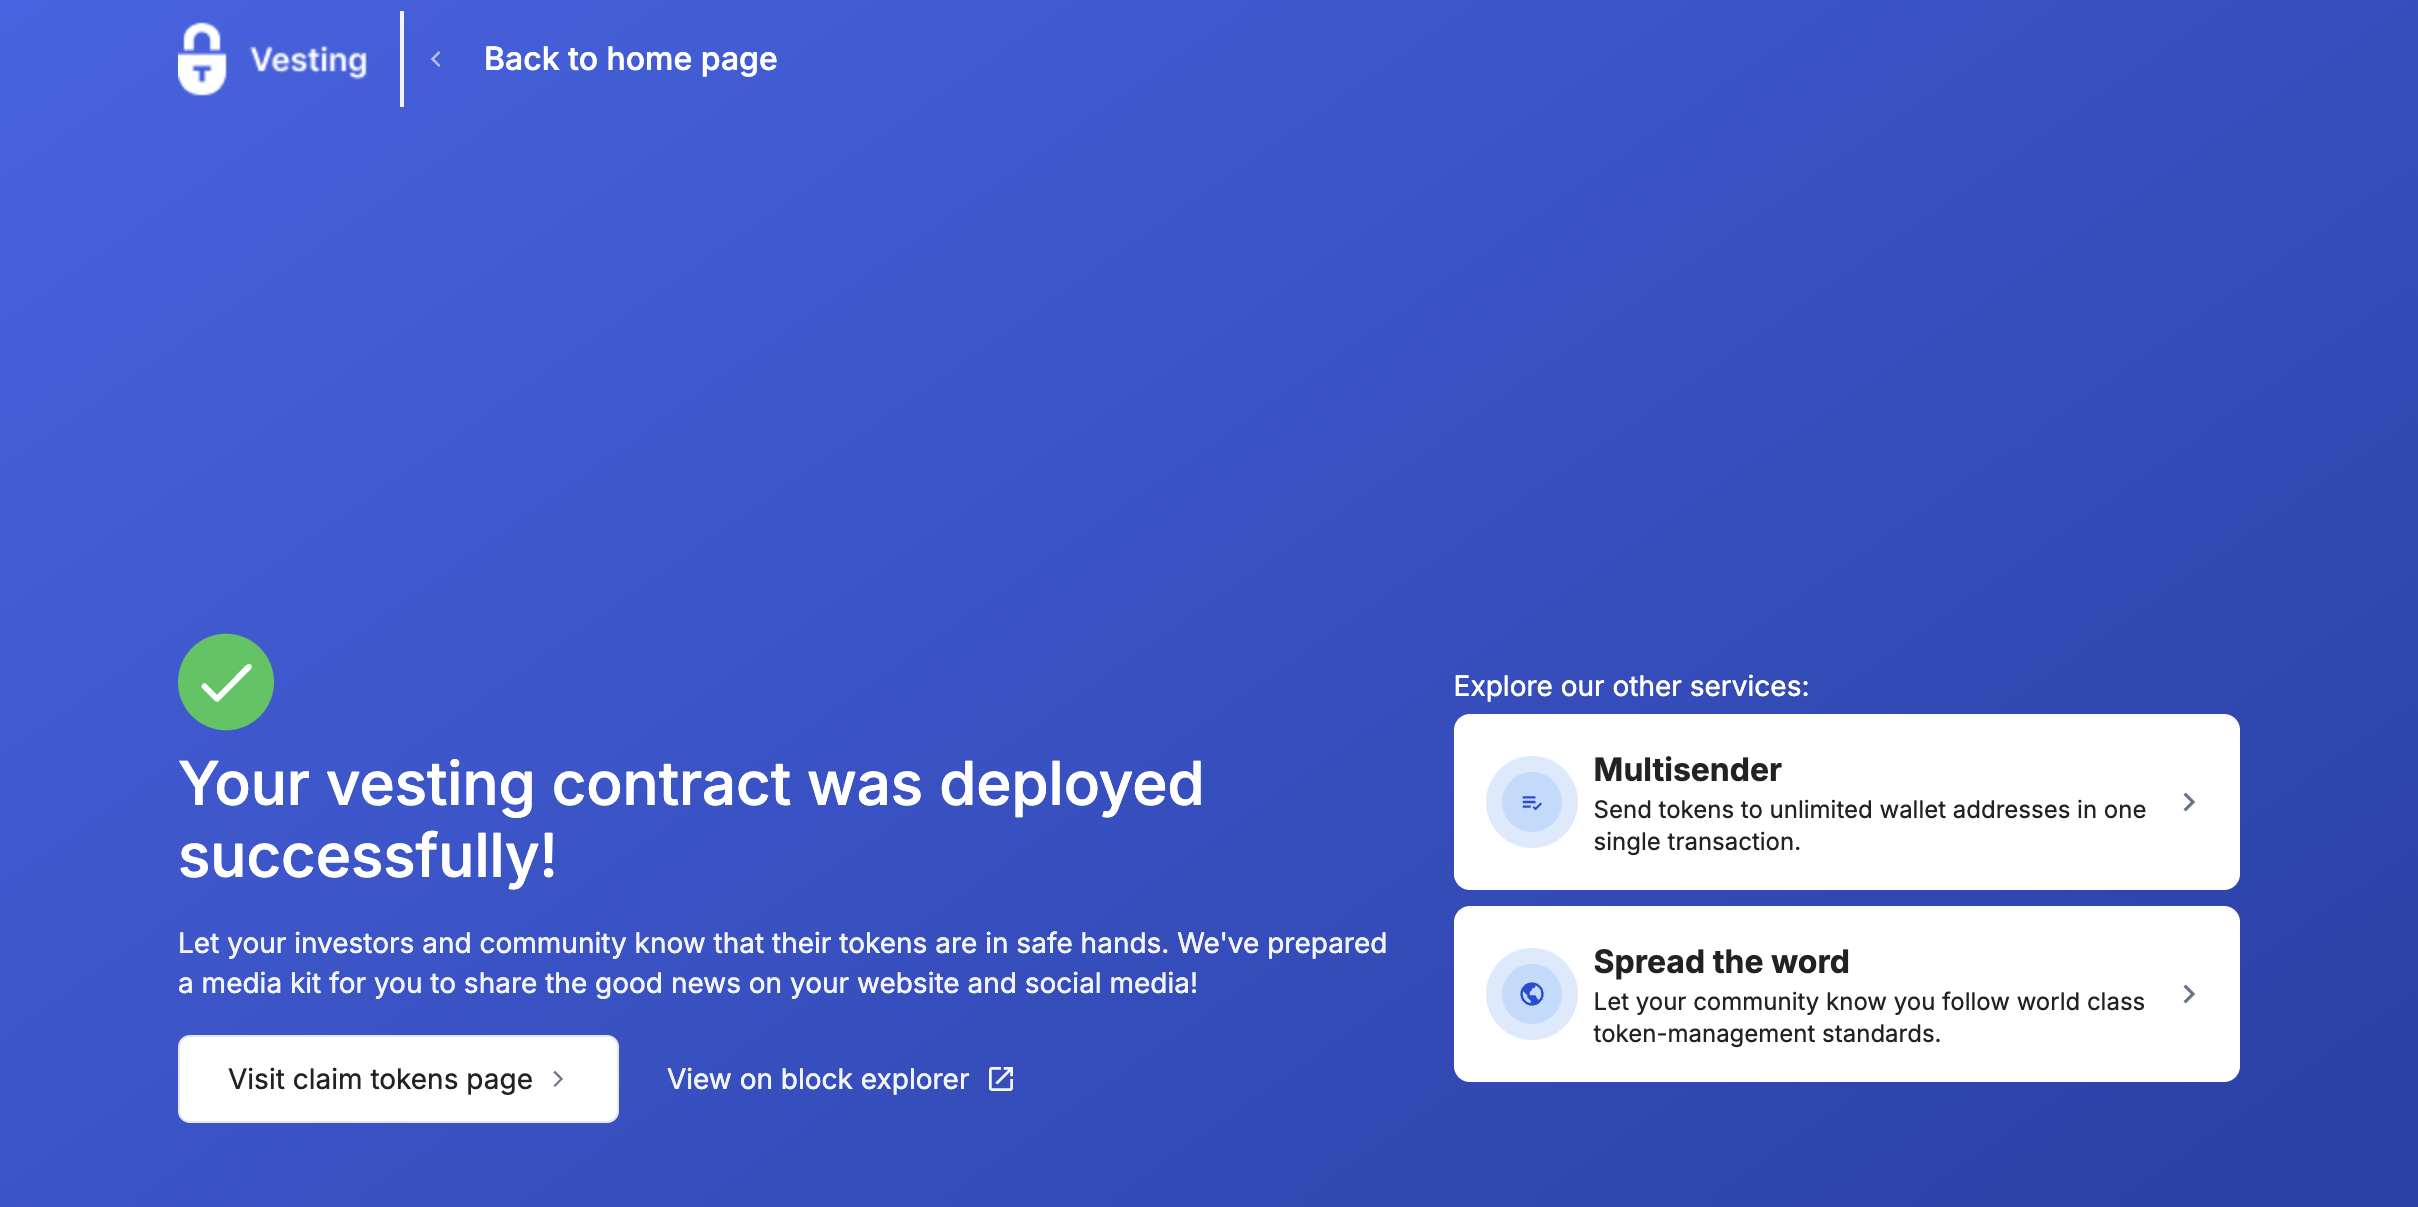 Vesting
Back to home page
Your vesting contract was deployed
successfully!
Let your investors and community know that their tokens are in safe hands. We've prepared
a media kit for you to share the good news on your website and social media!
Visit claim tokens page
View on block explorer
Explore our other services:
Multisender
Send tokens to unlimited wallet addresses in one
single transaction.
Spread the word
Let your community know you follow world class
token-management standards.